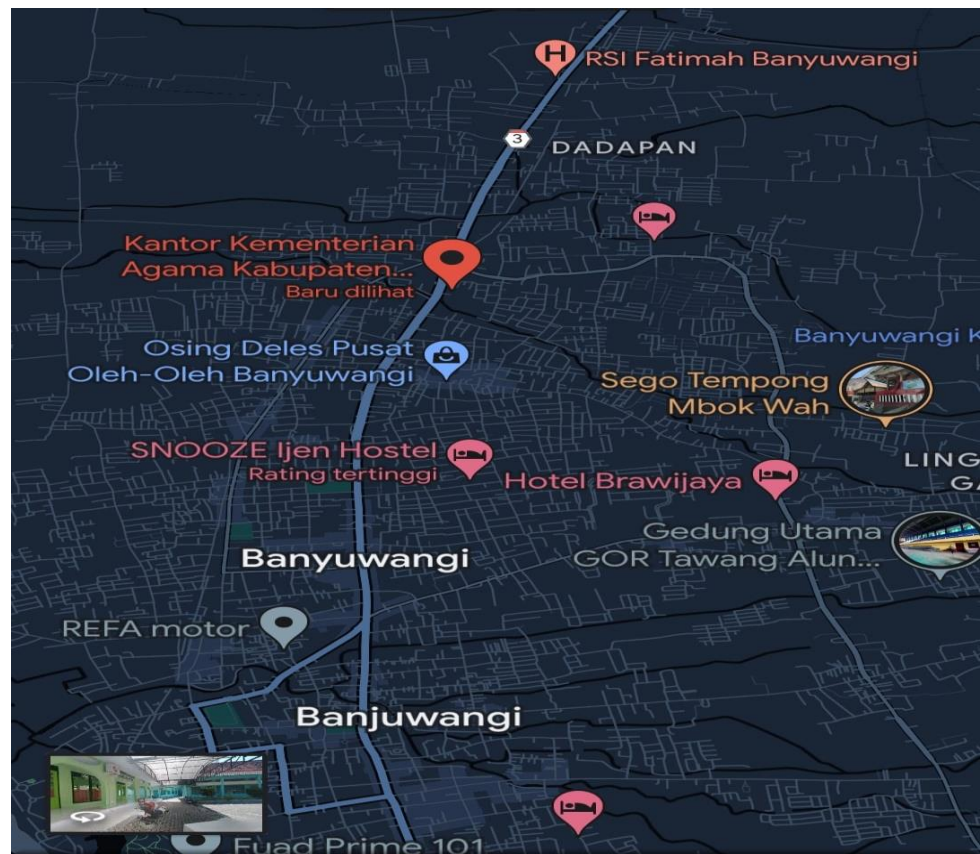 RSI Fatimah Banyuwangi
3
DADAPAN
Kantor Kementerian
Agama Kabupaten...
Baru dilihat
Banyuwangi K
Osing Deles Pusat
Oleh-Oleh Banyuwangi
Sego Tempong
Mbok Wah
SNOOZE Ijen Hostel
Rating tertinggi
LING
GA
Hotel Brawijaya
Gedung Utama
GOR Tawang Alun...
Banyuwangi
REFA motor
Banjuwangi
Fuad Prime 101